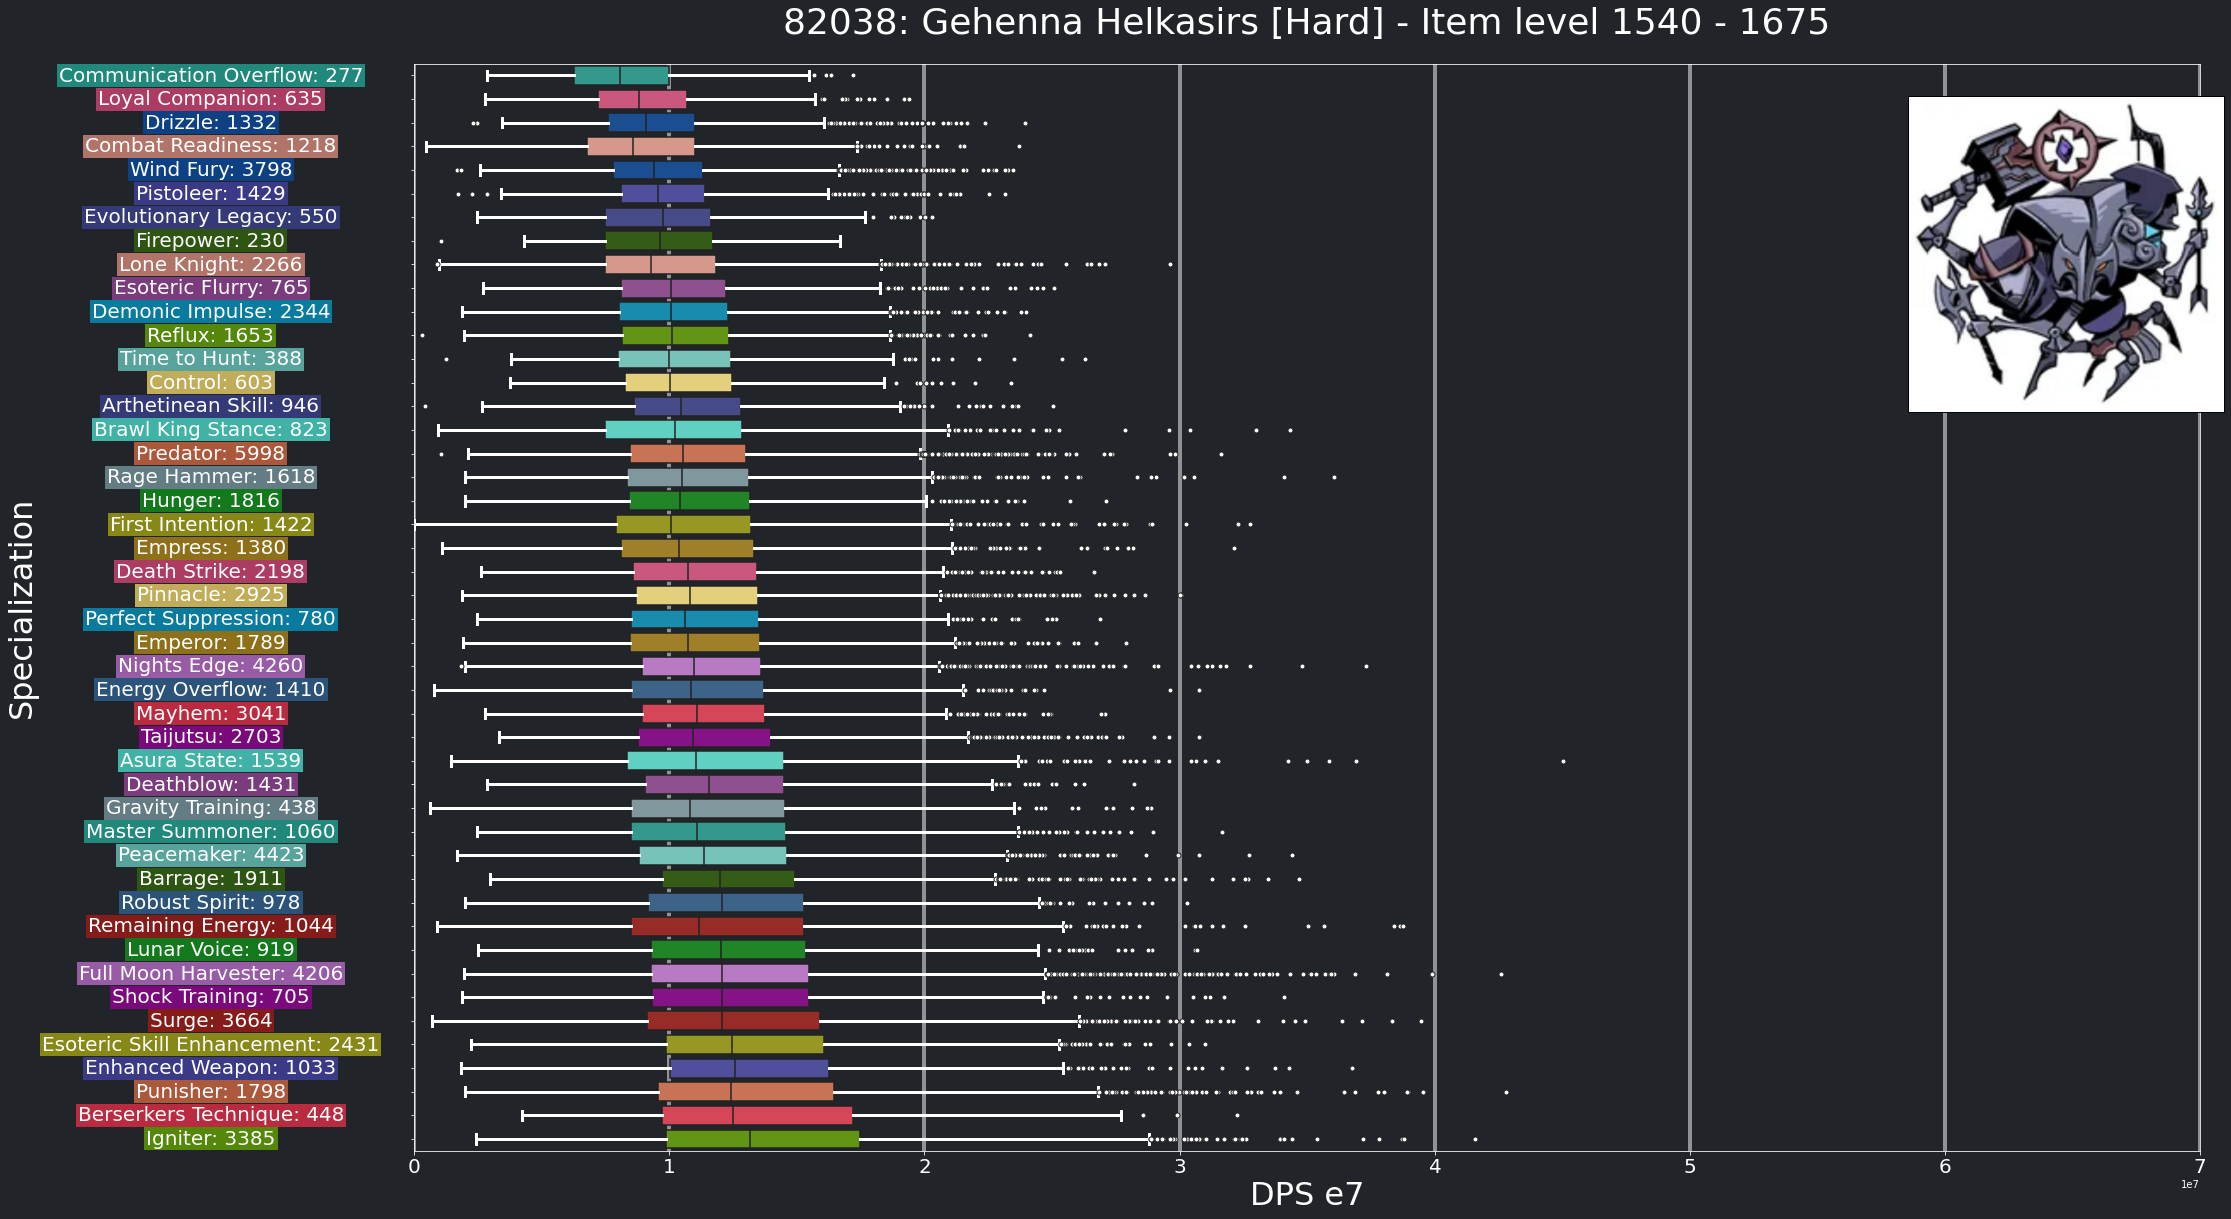 82038: Gehenna Helkasirs [Hard] - Item level 1540 - 1675
Communication Overflow: 277
Loyal Companion: 635
Drizzle: 1332
Combat Readiness: 1218
Wind Fury: 3798
Pistoleer: 1429
Evolutionary Legacy: 550
Firepower: 230
Lone Knight: 2266
Esoteric Flurry: 765
Demonic Impulse: 2344
Reflux: 1653
Time to Hunt: 388
Control: 603
Arthetinean Skill: 946
Brawl King Stance: 823
Predator: 5998
Rage Hammer: 1618
Hunger: 1816
First Intention: 1422
Empress: 1380
Death Strike: 2198
Pinnacle: 2925
Perfect Suppression: 780
Emperor: 1789
Nights Edge: 4260
Energy Overflow: 1410
Mayhem: 3041
Taijutsu: 2703
Asura State: 1539
Deathblow: 1431
Gravity Training: 438
Master Summoner: 1060
Peacemaker: 4423
Barrage: 1911
Robust Spirit: 978
Remaining Energy: 1044
Lunar Voice: 919
Full Moon Harvester: 4206
Shock Training: 705
Surge: 3664
Esoteric Skill Enhancement: 2431
Enhanced Weapon: 1033
Punisher: 1798
Berserkers Technique: 448
Igniter: 3385
Specialization
0 1 2 3 4 5 6 7
DPS e7
1e7